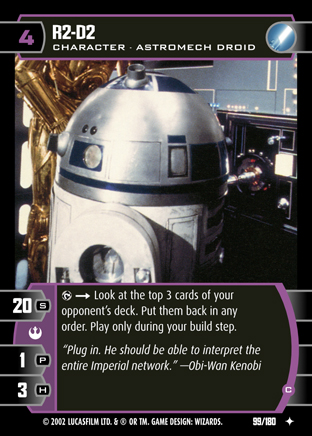 4 R2-D2
CHARACTER · ASTROMECH DROID
20 S
1 P
3 H
→ Look at the top 3 cards of your
opponent's deck. Put them back in any
order. Play only during your build step.
“Plug in. He should be able to interpret the
entire Imperial network.” —Obi-Wan Kenobi
C
© 2002 LUCASFILM LTD. & ® OR TM. GAME DESIGN: WIZARDS. 99/180